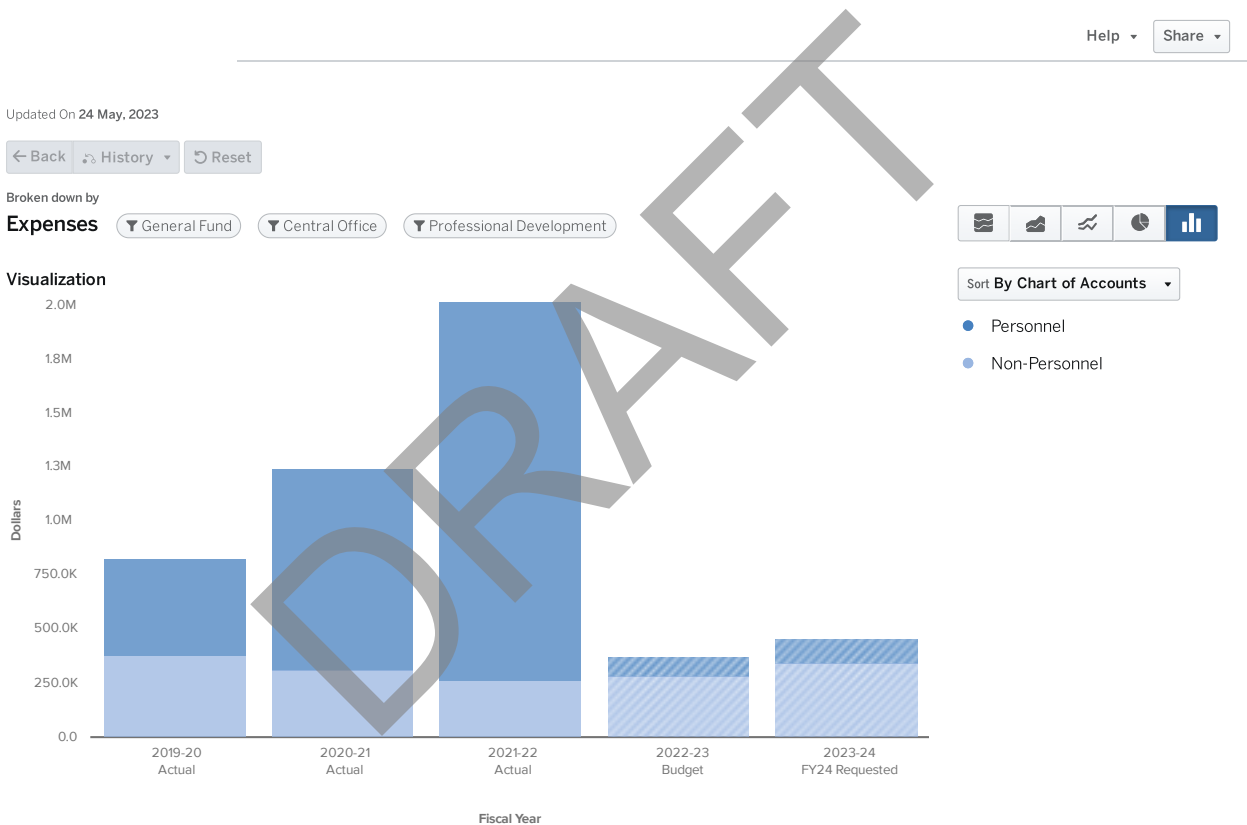 Help
Share
Updated On 24 May, 2023
Back
History
Reset
Broken down by
Expenses
General Fund
Central Office
Professional Development
Visualization
Sort By Chart of Accounts
Personnel
Non-Personnel
2.0M
1.8M
1.5M
1.3M
1.0M
750.0K
500.0K
250.0K
0.0
Dollars
2019-20
Actual
2020-21
Actual
2021-22
Actual
2022-23
Budget
2023-24
FY24 Requested
Fiscal Year
DRAFT